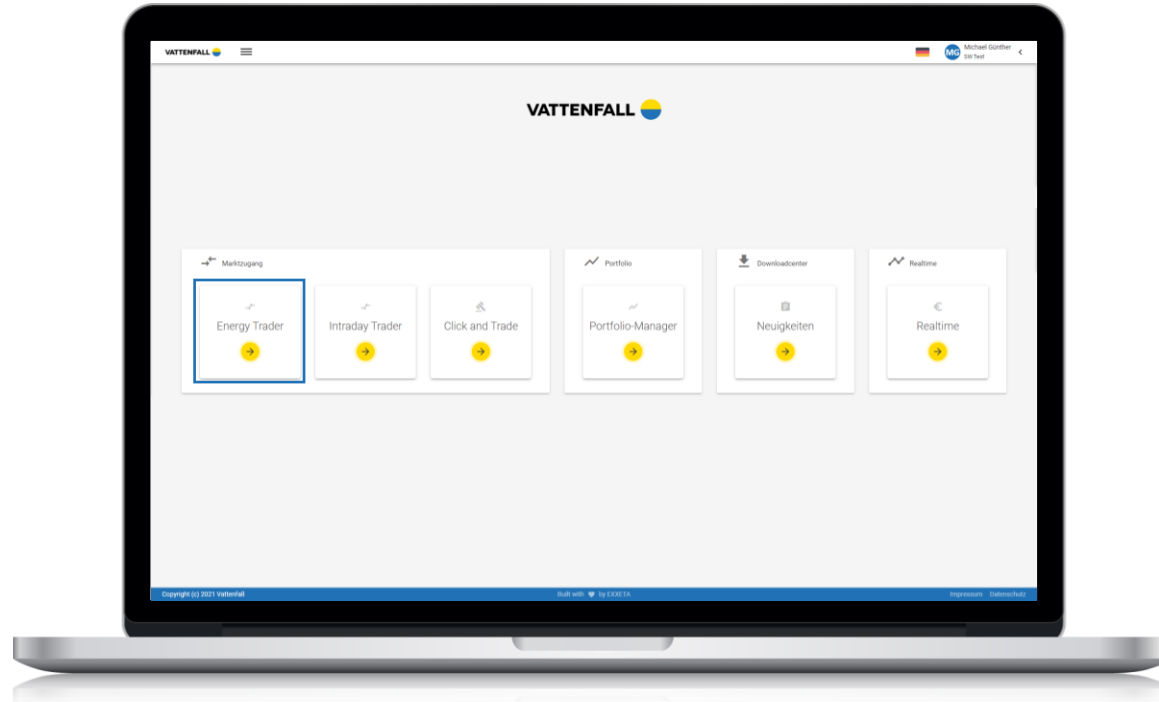 VATTENFALL
MG
Michael Günther
SW Test
VATTENFALL
Marktzugang
Portfolio
Downloadcenter
Realtime
Energy Trader
Intraday Trader
Click and Trade
Portfolio-Manager
Neuigkeiten
€
Realtime
Copyright (c) 2021 Vattenfall
Built with by EXXETA
Impressum Datenschutz